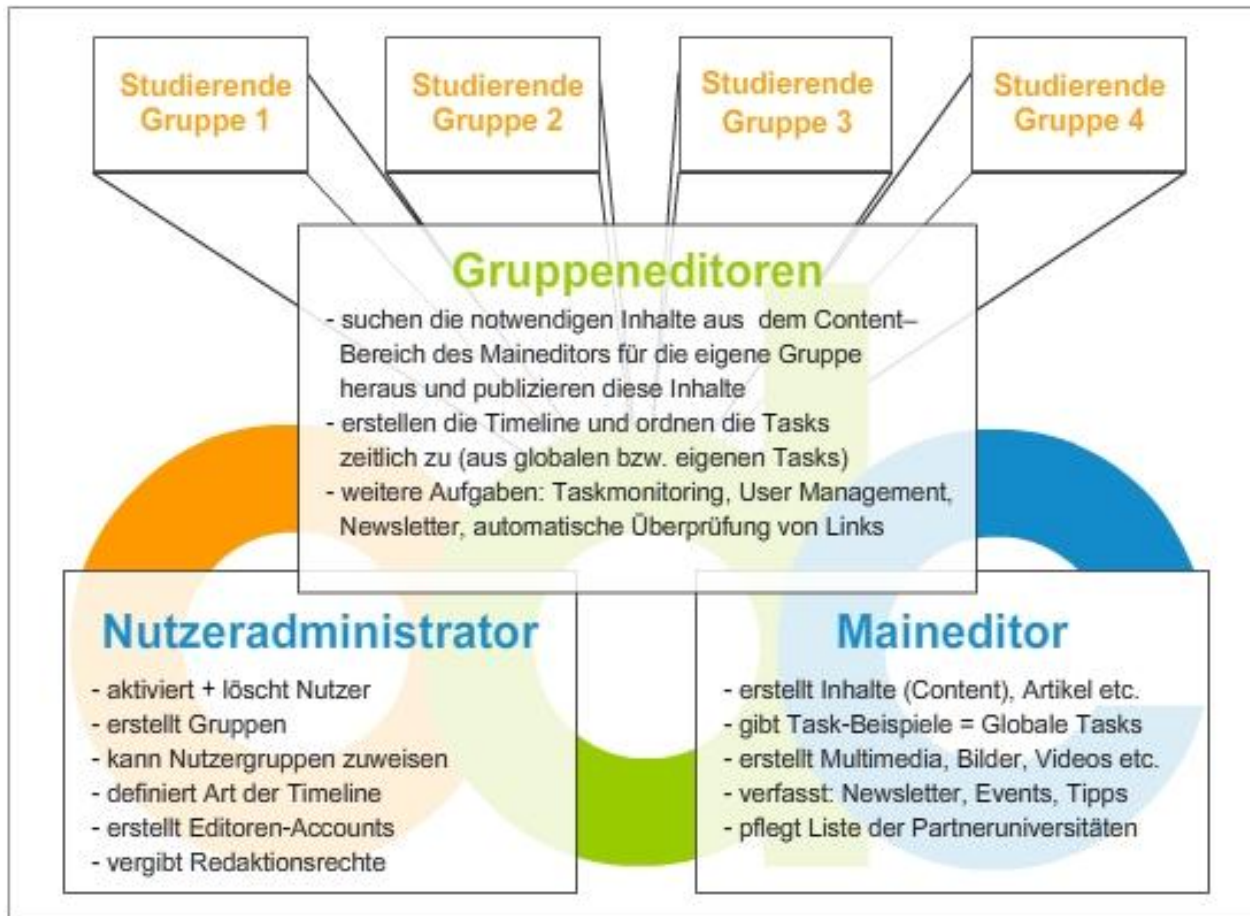 Studierende
Gruppe 1
Studierende
Gruppe 2
Studierende
Gruppe 3
Studierende
Gruppe 4
Gruppeneditoren
- suchen die notwendigen Inhalte aus dem Content–
Bereich des Maineditors für die eigene Gruppe
heraus und publizieren diese Inhalte
- erstellen die Timeline und ordnen die Tasks
zeitlich zu (aus globalen bzw. eigenen Tasks)
- weitere Aufgaben: Taskmonitoring, User Management,
Newsletter, automatische Überprüfung von Links
Nutzeradministrator
- aktiviert + löscht Nutzer
- erstellt Gruppen
- kann Nutzergruppen zuweisen
- definiert Art der Timeline
- erstellt Editoren-Accounts
- vergibt Redaktionsrechte
Maineditor
- erstellt Inhalte (Content), Artikel etc.
- gibt Task-Beispiele = Globale Tasks
- erstellt Multimedia, Bilder, Videos etc.
- verfasst: Newsletter, Events, Tipps
- pflegt Liste der Partneruniversitäten